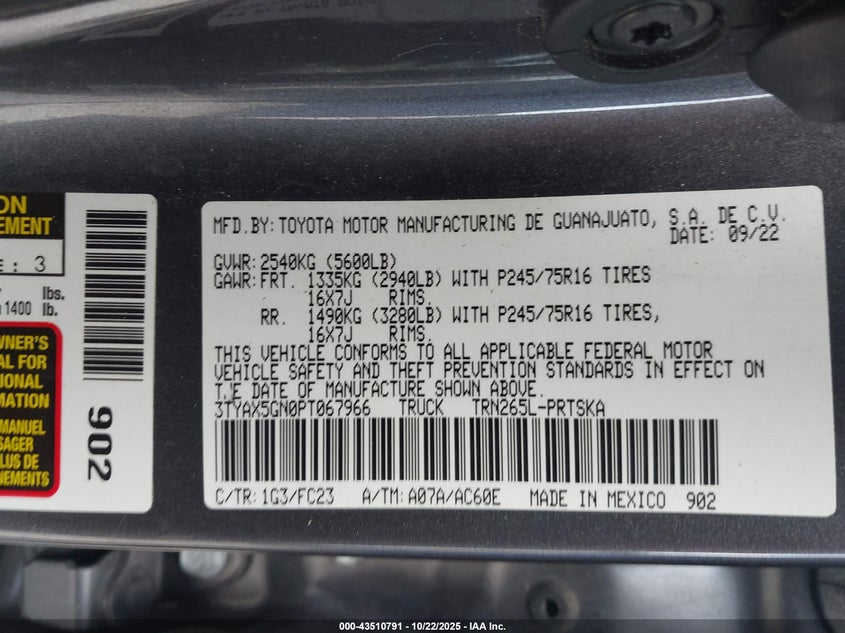 ON
EMENT
E : 3
lbs.
1400 lb.
WNER'S
AL FOR
IONAL
MATION
MANUEL
SAGER
LUS DE
NEMENTS
902
MFD.BY: TOYOTA MOTOR MANUFACTURING DE GUANAJUATO, S.A. DE C.V.
DATE: 09/22
GVWR: 2540KG (5600LB)
GAWR: FRT. 1335KG (2940LB) WITH P245/75R16 TIRES
16X7J RIMS.
RR. 1490KG (3280LB) WITH P245/75R16 TIRES,
16X7J RIMS.
THIS VEHICLE CONFORMS TO ALL APPLICABLE FEDERAL MOTOR
VEHICLE SAFETY AND THEFT PREVENTION STANDARDS IN EFFECT ON
THE DATE OF MANUFACTURE SHOWN ABOVE.
3TYAX5GN0PT067966 TRUCK TRN265L-PRTSKA
C/TR: 1G3/FC23 A/TM: A07A/AC60E MADE IN MEXICO 902
000-43510791 - 10/22/2025 - IAA Inc.